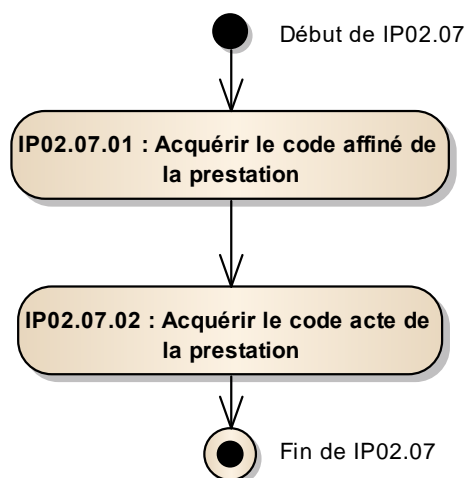 Début de IP02.07
IP02.07.01 : Acquérir le code affiné de
la prestation
IP02.07.02 : Acquérir le code acte de
la prestation
Fin de IP02.07